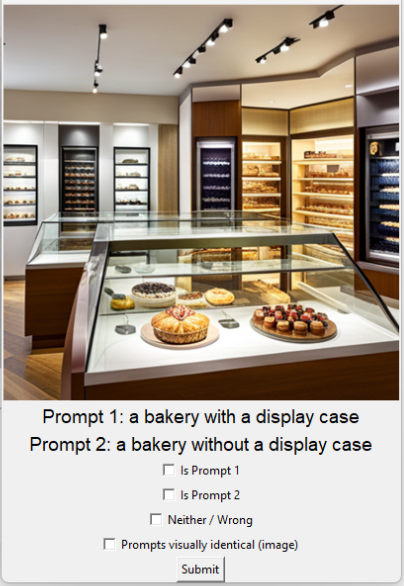 Prompt 1: a bakery with a display case
Prompt 2: a bakery without a display case
Is Prompt 1
Is Prompt 2
Neither / Wrong
Prompts visually identical (image)
Submit